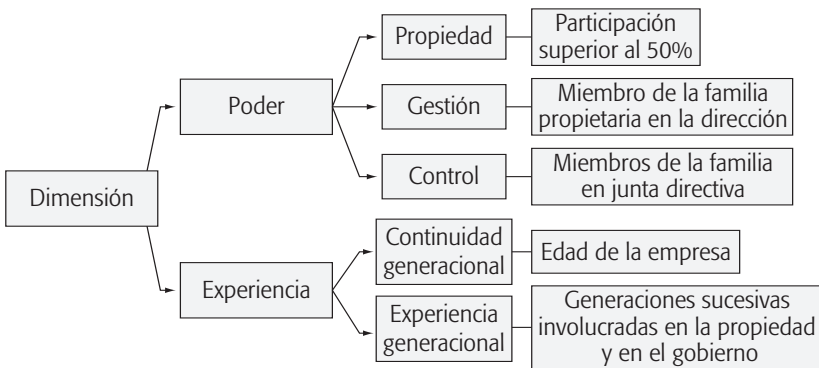 Dimensión
Poder
Propiedad
Participación
superior al 50%
Gestión
Miembro de la familia
propietaria en la dirección
Control
Miembros de la familia
en junta directiva
Experiencia
Continuidad
generacional
Edad de la empresa
Experiencia
generacional
Generaciones sucesivas
involucradas en la propiedad
y en el gobierno